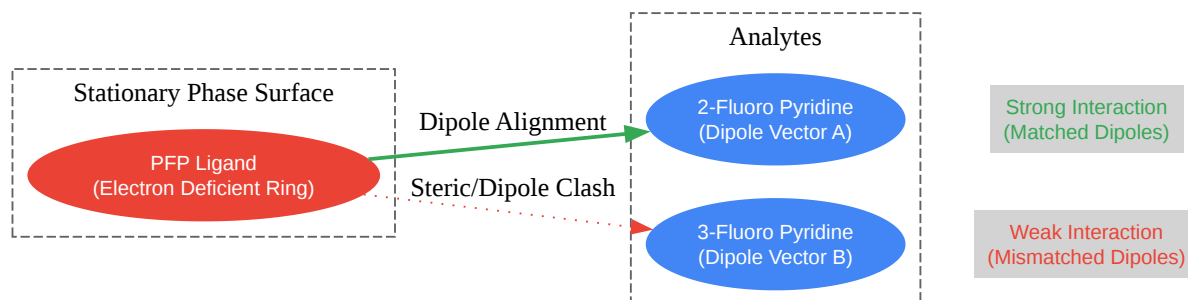 Stationary Phase Surface
PFP Ligand
(Electron Deficient Ring)
Dipole Alignment
Steric/Dipole Clash
Analytes
2-Fluoro Pyridine
(Dipole Vector A)
3-Fluoro Pyridine
(Dipole Vector B)
Strong Interaction
(Matched Dipoles)
Weak Interaction
(Mismatched Dipoles)